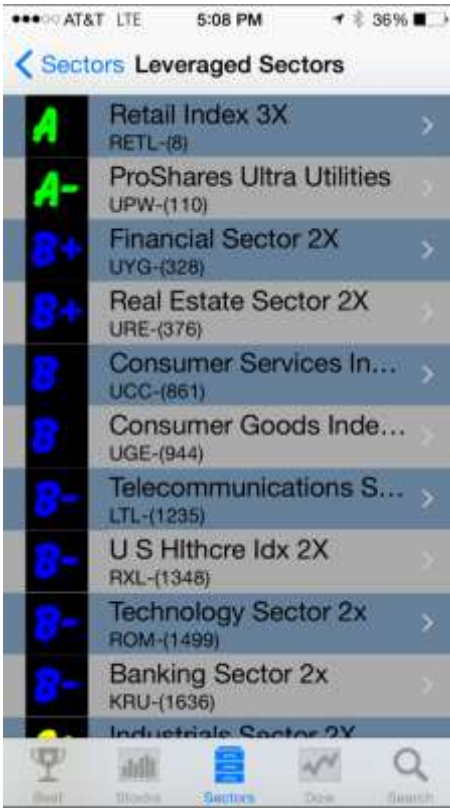 AT&T LTE 5:08 PM 36%
Sectors Leveraged Sectors
A Retail Index 3X
RETL-(8)
A- ProShares Ultra Utilities
UPW-(110)
B+ Financial Sector 2X
UYG-(328)
B+ Real Estate Sector 2X
URE-(376)
B Consumer Services In...
UCC-(861)
B Consumer Goods Inde...
UGE-(944)
B- Telecommunications S...
LTL-(1235)
B- U S Hlthcre Idx 2X
RXL-(1348)
B- Technology Sector 2x
ROM-(1499)
B- Banking Sector 2x
KRU-(1636)
Industrials Sector 2X
Stocks Sectors Dow Search